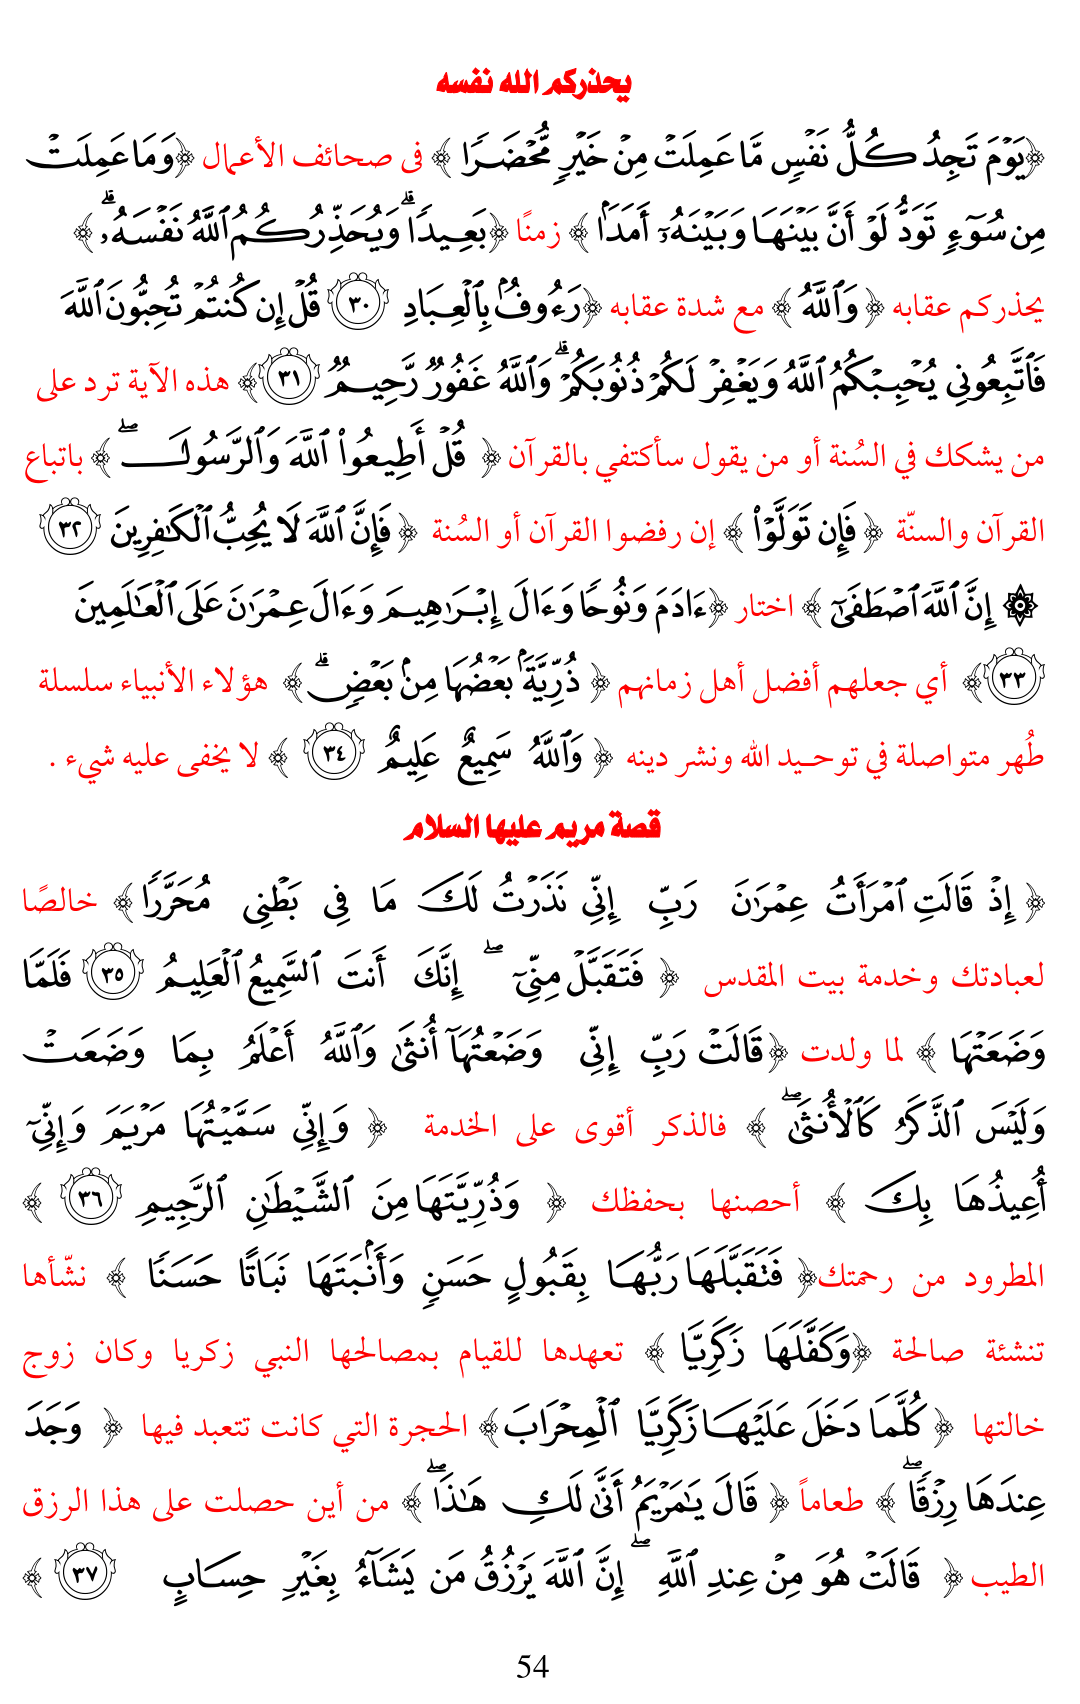 يحذركم الله نفسه
﴿يَوۡمَ تَجِدُ كُلُّ نَفۡسٖ مَّا عَمِلَتۡ مِنۡ خَيۡرٖ مُّحۡضَرٗا ﴾ في صحائف الأعمال ﴿وَمَا عَمِلَتۡ
مِن سُوٓءٖ تَوَدُّ لَوۡ أَنَّ بَيۡنَهَا وَبَيۡنَهُۥٓ أَمَدَۢا ﴾ زمنًا ﴿بَعِيدٗاۗ وَيُحَذِّرُكُمُ ٱللَّهُ نَفۡسَهُۥۗ ﴾
يحذركم عقابه ﴿ وَٱللَّهُ ﴾ مع شدة عقابه ﴿رَءُوفُۢ بِٱلۡعِبَادِ ٣٠ قُلۡ إِن كُنتُمۡ تُحِبُّونَ ٱللَّهَ
فَٱتَّبِعُونِي يُحۡبِبۡكُمُ ٱللَّهُ وَيَغۡفِرۡ لَكُمۡ ذُنُوبَكُمۡۗ وَٱللَّهُ غَفُورٞ رَّحِيمٞ ٣١﴾ هذه الآية ترد على
من يشكك في السُنة أو من يقول سأكتفي بالقرآن ﴿ قُلۡ أَطِيعُواْ ٱللَّهَ وَٱلرَّسُولَۖ ﴾ باتباع
القرآن والسنّة ﴿ فَإِن تَوَلَّوۡاْ ﴾ إن رفضوا القرآن أو السُنة ﴿ فَإِنَّ ٱللَّهَ لَا يُحِبُّ ٱلۡكَٰفِرِينَ ٣٢
۞ إِنَّ ٱللَّهَ ٱصۡطَفَىٰٓ ﴾ اختار ﴿ءَادَمَ وَنُوحٗا وَءَالَ إِبۡرَٰهِيمَ وَءَالَ عِمۡرَٰنَ عَلَى ٱلۡعَٰلَمِينَ
٣٣﴾ أي جعلهم أفضل أهل زمانهم ﴿ ذُرِّيَّةَۢ بَعۡضُهَا مِنۢ بَعۡضٖۗ ﴾ هؤلاء الأنبياء سلسلة
طُهر متواصلة في توحيد الله ونشر دينه ﴿ وَٱللَّهُ سَمِيعٌ عَلِيمٌ ٣٤ ﴾ لا يخفى عليه شيء .
قصة مريم عليها السلام
﴿ إِذۡ قَالَتِ ٱمۡرَأَتُ عِمۡرَٰنَ رَبِّ إِنِّي نَذَرۡتُ لَكَ مَا فِي بَطۡنِي مُحَرَّرٗا ﴾ خالصًا
لعبادتك وخدمة بيت المقدس ﴿ فَتَقَبَّلۡ مِنِّيٓۖ إِنَّكَ أَنتَ ٱلسَّمِيعُ ٱلۡعَلِيمُ ٣٥ فَلَمَّا
وَضَعَتۡهَا ﴾ لما ولدت ﴿قَالَتۡ رَبِّ إِنِّي وَضَعۡتُهَآ أُنثَىٰ وَٱللَّهُ أَعۡلَمُ بِمَا وَضَعَتۡ
وَلَيۡسَ ٱلذَّكَرُ كَٱلۡأُنثَىٰۖ ﴾ فالذكر أقوى على الخدمة ﴿ وَإِنِّي سَمَّيۡتُهَا مَرۡيَمَ وَإِنِّيٓ
أُعِيذُهَا بِكَ ﴾ أحصنها بحفظك ﴿ وَذُرِّيَّتَهَا مِنَ ٱلشَّيۡطَٰنِ ٱلرَّجِيمِ ٣٦ ﴾
المطرود من رحمتك﴿ فَتَقَبَّلَهَا رَبُّهَا بِقَبُولٍ حَسَنٖ وَأَنۢبَتَهَا نَبَاتًا حَسَنٗا ﴾ نشّأها
تنشئة صالحة ﴿وَكَفَّلَهَا زَكَرِيَّا ﴾ تعهدها للقيام بمصالحها النبي زكريا وكان زوج
خالتها ﴿ كُلَّمَا دَخَلَ عَلَيۡهَا زَكَرِيَّا ٱلۡمِحۡرَابَ﴾ الحجرة التي كانت تتعبد فيها ﴿ وَجَدَ
عِندَهَا رِزۡقٗاۖ ﴾ طعاماً ﴿ قَالَ يَٰمَرۡيَمُ أَنَّىٰ لَكِ هَٰذَاۖ ﴾ من أين حصلت على هذا الرزق
الطيب ﴿ قَالَتۡ هُوَ مِنۡ عِندِ ٱللَّهِۖ إِنَّ ٱللَّهَ يَرۡزُقُ مَن يَشَآءُ بِغَيۡرِ حِسَابٍ ٣٧ ﴾
54